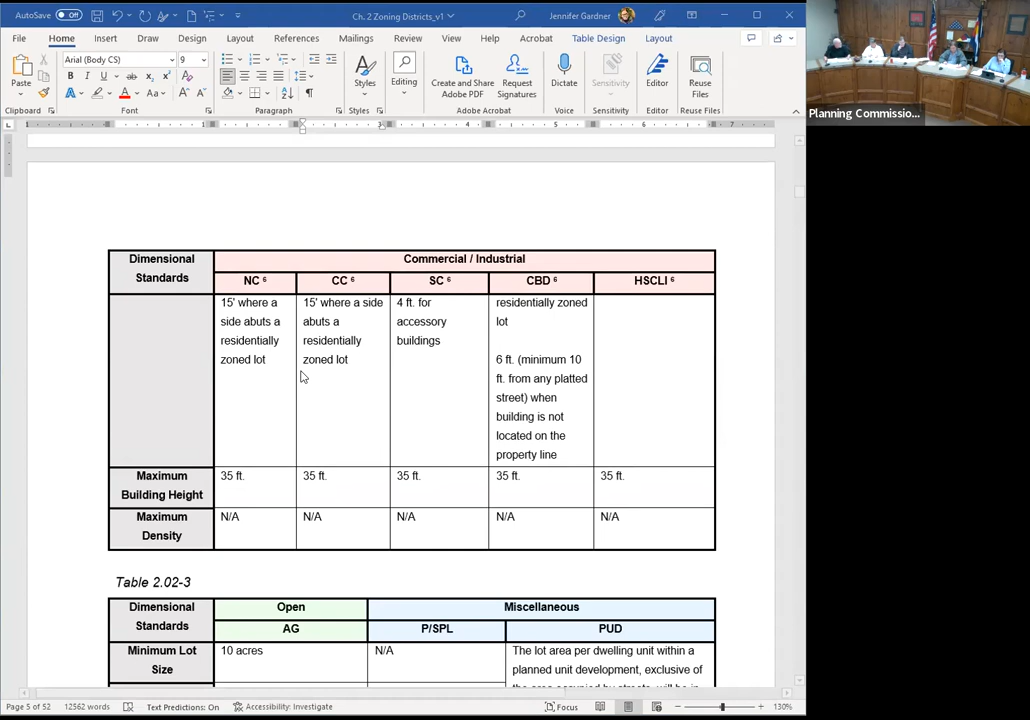 AutoSave Off Ch. 2 Zoning Districts_v1 Jennifer Gardner
File Home Insert Draw Design Layout References Mailings Review View Help Acrobat Table Design Layout
Arial (Body CS) 9
Paste Styles Editing Create and Share Adobe PDF Request Signatures Dictate Sensitivity Editor Reuse Files
Clipboard Font Paragraph Styles Adobe Acrobat Voice Sensitivity Editor Reuse Files
Planning Commissio...
Dimensional Standards
Commercial / Industrial
NC 6 CC 6 SC 6 CBD 6 HSCLI 6
15' where a
side abuts a
residentially
zoned lot
15' where a side
abuts a
residentially
zoned lot
4 ft. for
accessory
buildings
residentially zoned
lot
6 ft. (minimum 10
ft. from any platted
street) when
building is not
located on the
property line
Maximum
Building Height
35 ft. 35 ft. 35 ft. 35 ft. 35 ft.
Maximum
Density
N/A N/A N/A N/A N/A
Table 2.02-3
Dimensional
Standards
Open Miscellaneous
AG P/SPL PUD
Minimum Lot
Size
10 acres
N/A
The lot area per dwelling unit within a
planned unit development, exclusive of
Page 5 of 52 12562 words Text Predictions: On Accessibility: Investigate Focus 130%